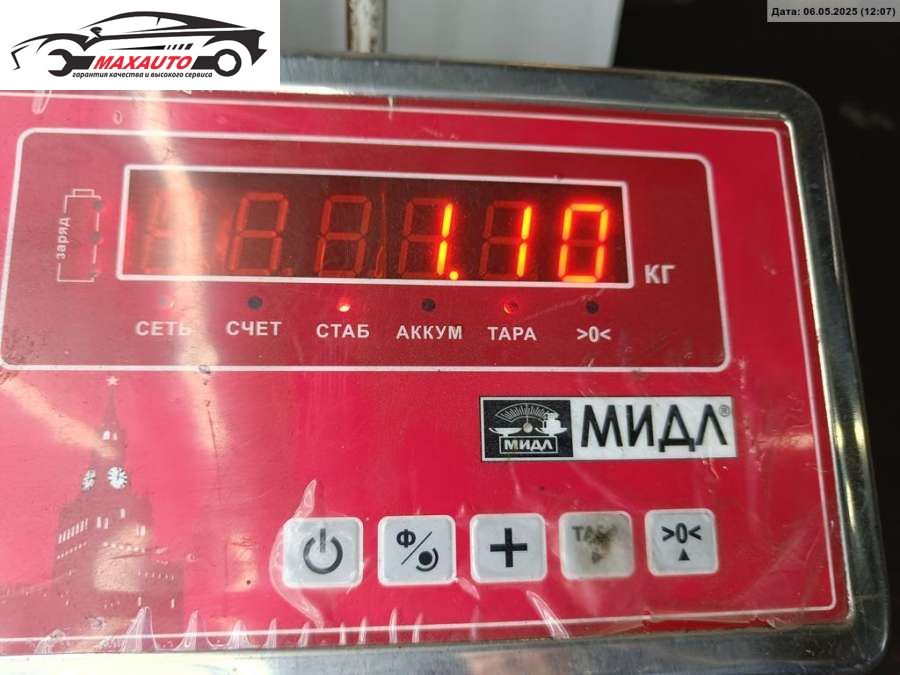 Дата: 06.05.2025 (12:07)
MAXAUTO
гарантия качества и высокого сервиса
заряд
1.10
КГ
СЕТЬ СЧЕТ СТАБ АККУМ ТАРА >0<
МИДЛ МИДЛ®
Ф + >0<